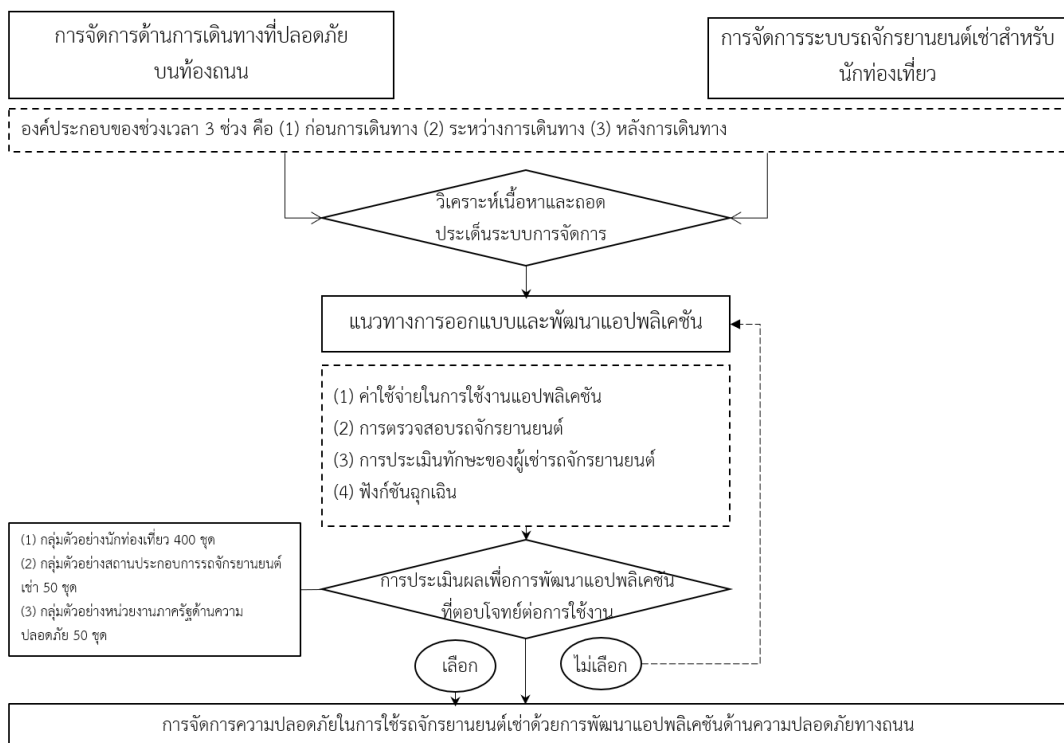 การจัดการด้านการเดินทางที่ปลอดภัย
บนท้องถนน
การจัดการระบบรถจักรยานยนต์เช่าสำหรับ
นักท่องเที่ยว
องค์ประกอบของช่วงเวลา 3 ช่วง คือ (1) ก่อนการเดินทาง (2) ระหว่างการเดินทาง (3) หลังการเดินทาง
วิเคราะห์เนื้อหาและถอด
ประเด็นระบบการจัดการ
แนวทางการออกแบบและพัฒนาแอปพลิเคชัน
(1) ค่าใช้จ่ายในการใช้งานแอปพลิเคชัน
(2) การตรวจสอบรถจักรยานยนต์
(3) การประเมินทักษะของผู้เช่ารถจักรยานยนต์
(4) ฟังก์ชันฉุกเฉิน
(1) กลุ่มตัวอย่างนักท่องเที่ยว 400 ชุด
(2) กลุ่มตัวอย่างสถานประกอบการรถจักรยานยนต์
เช่า 50 ชุด
(3) กลุ่มตัวอย่างหน่วยงานภาครัฐด้านความ
ปลอดภัย 50 ชุด
การประเมินผลเพื่อการพัฒนาแอปพลิเคชัน
ที่ตอบโจทย์ต่อการใช้งาน
เลือก
ไม่เลือก
การจัดการความปลอดภัยในการใช้รถจักรยานยนต์เช่าด้วยการพัฒนาแอปพลิเคชันด้านความปลอดภัยทางถนน